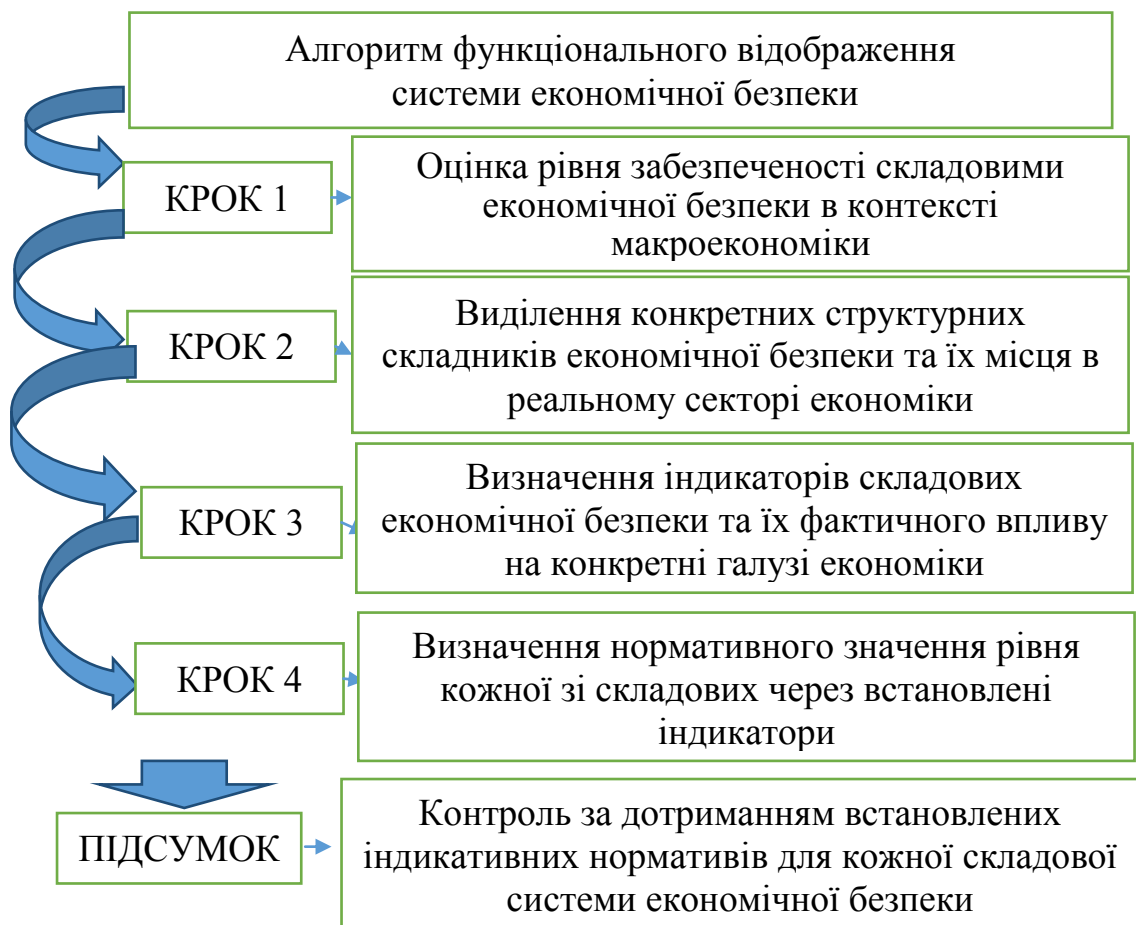 Алгоритм функціонального відображення
системи економічної безпеки
КРОК 1
Оцінка рівня забезпеченості складовими
економічної безпеки в контексті
макроекономіки
КРОК 2
Виділення конкретних структурних
складників економічної безпеки та їх місця в
реальному секторі економіки
КРОК 3
Визначення індикаторів складових
економічної безпеки та їх фактичного впливу
на конкретні галузі економіки
КРОК 4
Визначення нормативного значення рівня
кожної зі складових через встановлені
індикатори
ПІДСУМОК
Контроль за дотриманням встановлених
індикативних нормативів для кожної складової
системи економічної безпеки